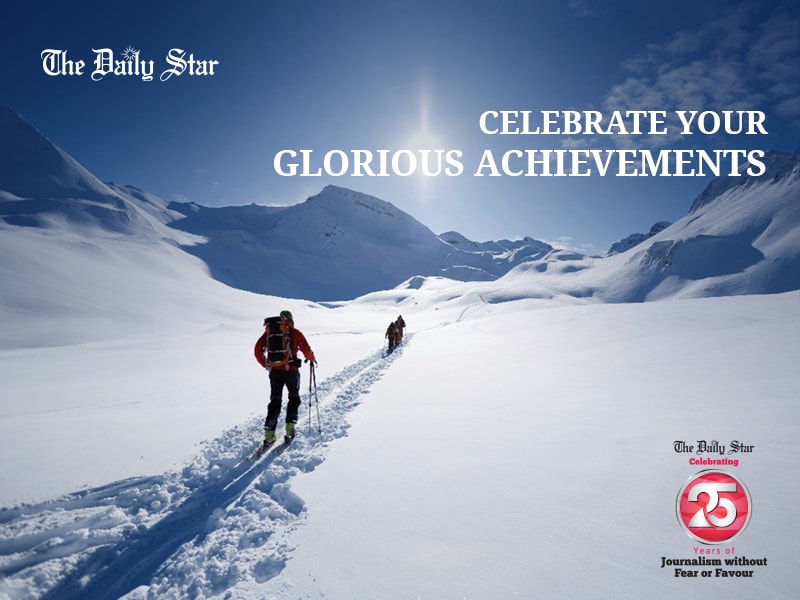 The Daily Star
CELEBRATE YOUR
GLORIOUS ACHIEVEMENTS
The Daily Star
Celebrating
25
Years of
Journalism without
Fear or Favour